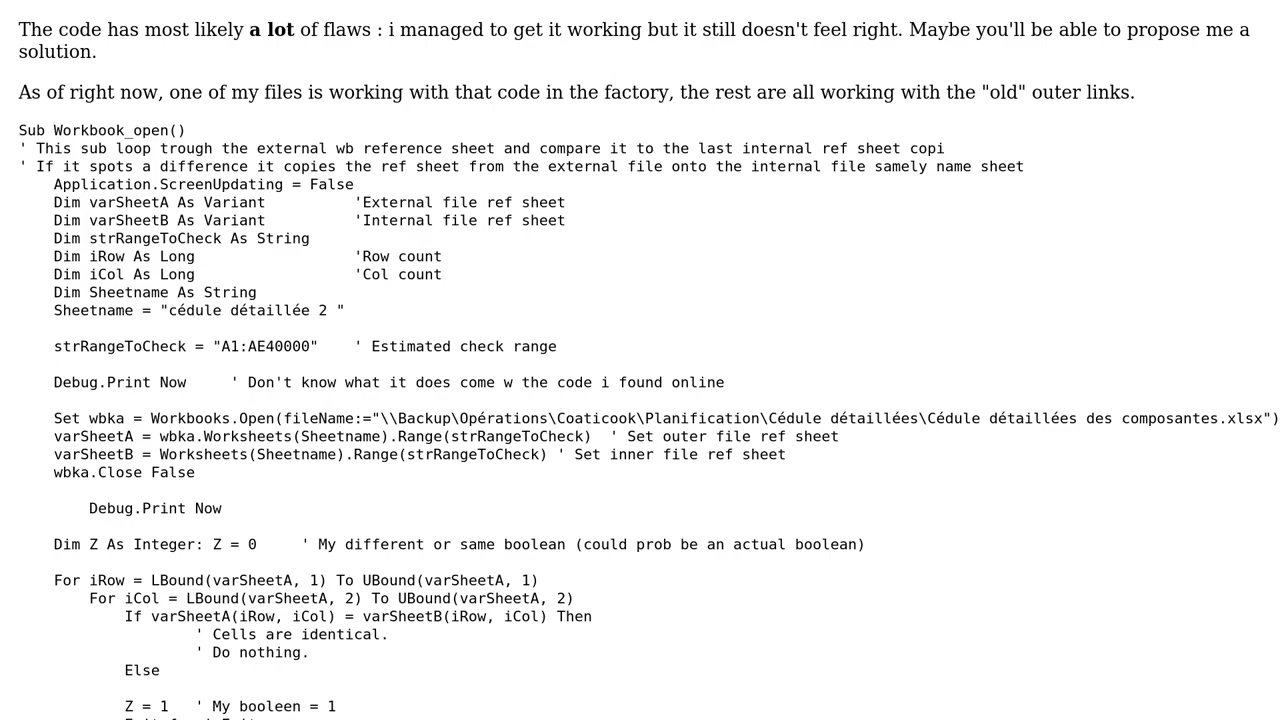 The code has most likely a lot of flaws : i managed to get it working but it still doesn't feel right. Maybe you'll be able to propose me a
solution.
As of right now, one of my files is working with that code in the factory, the rest are all working with the "old" outer links.
Sub Workbook_open()
' This sub loop trough the external wb reference sheet and compare it to the last internal ref sheet copi
' If it spots a difference it copies the ref sheet from the external file onto the internal file samely name sheet
    Application.ScreenUpdating = False
    Dim varSheetA As Variant          'External file ref sheet
    Dim varSheetB As Variant          'Internal file ref sheet
    Dim strRangeToCheck As String
    Dim iRow As Long                  'Row count
    Dim iCol As Long                  'Col count
    Dim Sheetname As String
    Sheetname = "cédule détaillée 2 "
    strRangeToCheck = "A1:AE40000"    ' Estimated check range
    Debug.Print Now     ' Don't know what it does come w the code i found online
    Set wbka = Workbooks.Open(fileName:="\\Backup\Opérations\Coaticook\Planification\Cédule détaillées\Cédule détaillées des composantes.xlsx")
    varSheetA = wbka.Worksheets(Sheetname).Range(strRangeToCheck)  ' Set outer file ref sheet
    varSheetB = Worksheets(Sheetname).Range(strRangeToCheck) ' Set inner file ref sheet
    wbka.Close False
        Debug.Print Now
    Dim Z As Integer: Z = 0     ' My different or same boolean (could prob be an actual boolean)
    For iRow = LBound(varSheetA, 1) To UBound(varSheetA, 1)
        For iCol = LBound(varSheetA, 2) To UBound(varSheetA, 2)
            If varSheetA(iRow, iCol) = varSheetB(iRow, iCol) Then
                    ' Cells are identical.
                    ' Do nothing.
            Else
            Z = 1   ' My booleen = 1